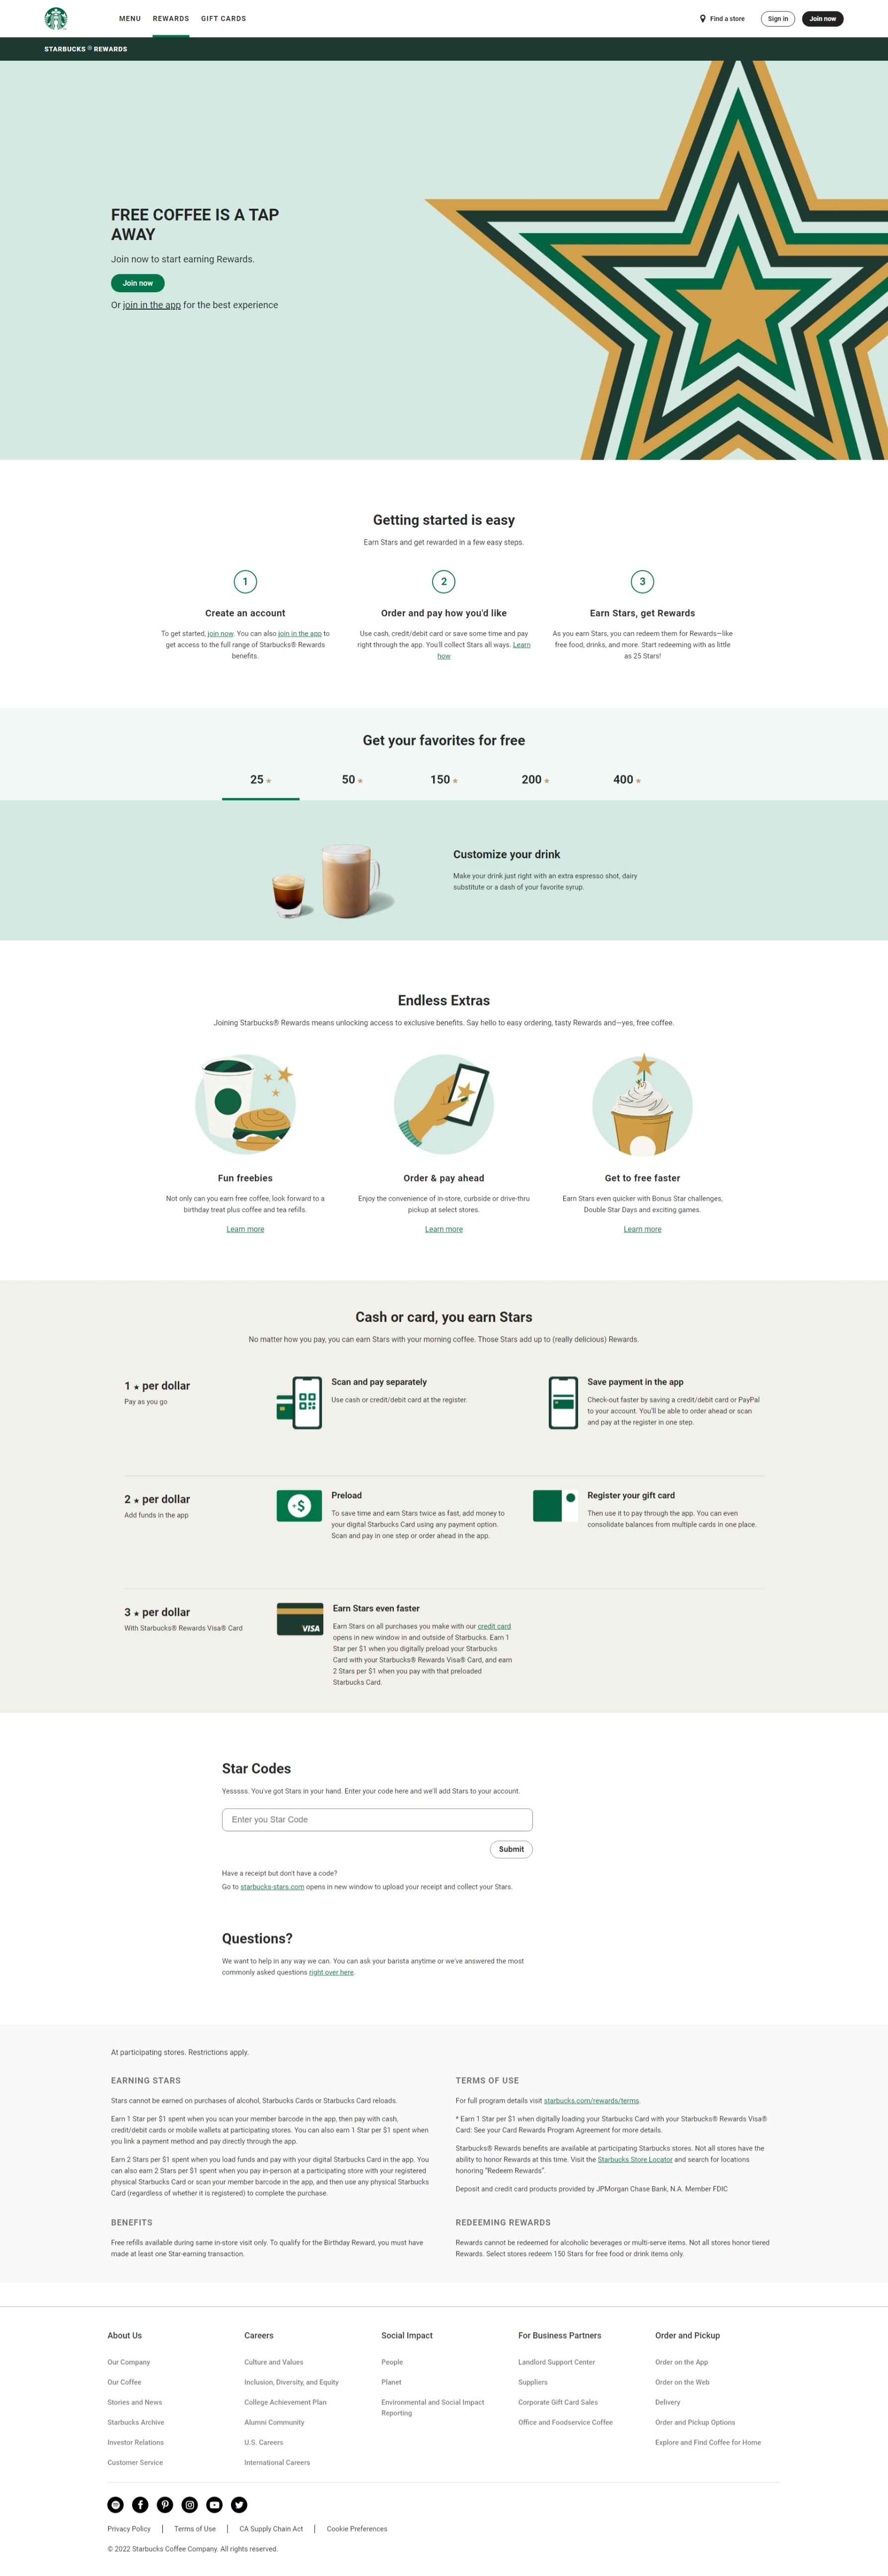 MENU REWARDS GIFT CARDS Find a store Sign in Join now
STARBUCKS ® REWARDS
FREE COFFEE IS A TAP
AWAY
Join now to start earning Rewards.
Join now
Or join in the app for the best experience
Getting started is easy
Earn Stars and get rewarded in a few easy steps.
1
Create an account
To get started, join now. You can also join in the app to
get access to the full range of Starbucks® Rewards
benefits.
2
Order and pay how you'd like
Use cash, credit/debit card or save some time and pay
right through the app. You'll collect Stars all ways. Learn
how
3
Earn Stars, get Rewards
As you earn Stars, you can redeem them for Rewards—like
free food, drinks, and more. Start redeeming with as little
as 25 Stars!
Get your favorites for free
25★ 50★ 150★ 200★ 400★
Customize your drink
Make your drink just right with an extra espresso shot, dairy
substitute or a dash of your favorite syrup.
Endless Extras
Joining Starbucks® Rewards means unlocking access to exclusive benefits. Say hello to easy ordering, tasty Rewards and—yes, free coffee.
Fun freebies
Not only can you earn free coffee, look forward to a
birthday treat plus coffee and tea refills.
Learn more
Order & pay ahead
Enjoy the convenience of in-store, curbside or drive-thru
pickup at select stores.
Learn more
Get to free faster
Earn Stars even quicker with Bonus Star challenges,
Double Star Days and exciting games.
Learn more
Cash or card, you earn Stars
No matter how you pay, you can earn Stars with your morning coffee. Those Stars add up to (really delicious) Rewards.
1★ per dollar
Pay as you go
Scan and pay separately
Use cash or credit/debit card at the register.
Save payment in the app
Check-out faster by saving a credit/debit card or PayPal
to your account. You'll be able to order ahead or scan
and pay at the register in one step.
2★ per dollar
Add funds in the app
+$
Preload
To save time and earn Stars twice as fast, add money to
your digital Starbucks Card using any payment option.
Scan and pay in one step or order ahead in the app.
Register your gift card
Then use it to pay through the app. You can even
consolidate balances from multiple cards in one place.
3★ per dollar
With Starbucks® Rewards Visa® Card
VISA
Earn Stars even faster
Earn Stars on all purchases you make with our credit card
opens in new window in and outside of Starbucks. Earn 1
Star per $1 when you digitally preload your Starbucks
Card with your Starbucks® Rewards Visa® Card, and earn
2 Stars per $1 when you pay with that preloaded
Starbucks Card.
Star Codes
Yesssss. You've got Stars in your hand. Enter your code here and we'll add Stars to your account.
Enter you Star Code
Submit
Have a receipt but don't have a code?
Go to starbucks-stars.com opens in new window to upload your receipt and collect your Stars.
Questions?
We want to help in any way we can. You can ask your barista anytime or we've answered the most
commonly asked questions right over here.
At participating stores. Restrictions apply.
EARNING STARS
Stars cannot be earned on purchases of alcohol, Starbucks Cards or Starbucks Card reloads.
Earn 1 Star per $1 spent when you scan your member barcode in the app, then pay with cash,
credit/debit cards or mobile wallets at participating stores. You can also earn 1 Star per $1 spent when
you link a payment method and pay directly through the app.
Earn 2 Stars per $1 spent when you load funds and pay with your digital Starbucks Card in the app. You
can also earn 2 Stars per $1 spent when you pay in-person at a participating store with your registered
physical Starbucks Card or scan your member barcode in the app, and then use any physical Starbucks
Card (regardless of whether it is registered) to complete the purchase.
BENEFITS
Free refills available during same in-store visit only. To qualify for the Birthday Reward, you must have
made at least one Star-earning transaction.
TERMS OF USE
For full program details visit starbucks.com/rewards/terms.
* Earn 1 Star per $1 when digitally loading your Starbucks Card with your Starbucks® Rewards Visa®
Card: See your Card Rewards Program Agreement for more details.
Starbucks® Rewards benefits are available at participating Starbucks stores. Not all stores have the
ability to honor Rewards at this time. Visit the Starbucks Store Locator and search for locations
honoring "Redeem Rewards".
Deposit and credit card products provided by JPMorgan Chase Bank, N.A. Member FDIC
REDEEMING REWARDS
Rewards cannot be redeemed for alcoholic beverages or multi-serve items. Not all stores honor tiered
Rewards. Select stores redeem 150 Stars for free food or drink items only.
About Us
Our Company
Our Coffee
Stories and News
Starbucks Archive
Investor Relations
Customer Service
Careers
Culture and Values
Inclusion, Diversity, and Equity
College Achievement Plan
Alumni Community
U.S. Careers
International Careers
Social Impact
People
Planet
Environmental and Social Impact
Reporting
For Business Partners
Landlord Support Center
Suppliers
Corporate Gift Card Sales
Office and Foodservice Coffee
Order and Pickup
Order on the App
Order on the Web
Delivery
Order and Pickup Options
Explore and Find Coffee for Home
Privacy Policy | Terms of Use | CA Supply Chain Act | Cookie Preferences
© 2022 Starbucks Coffee Company. All rights reserved.